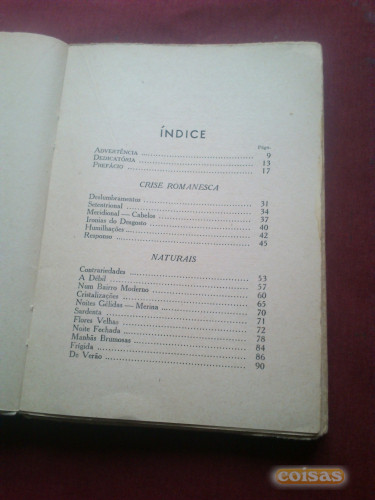 ÍNDICE
Págs.
ADVERTÊNCIA 9
DEDICATÓRIA 13
PREFÁCIO 17
CRISE ROMANESCA
Deslumbramentos 31
Setentrional 34
Meridional — Cabelos 37
Ironias do Desgosto 40
Humilhações 42
Responso 45
NATURAIS
Contrariedades 53
A Débil 57
Num Bairro Moderno 60
Cristalizações 65
Noites Gélidas — Merina 70
Sardenta 71
Flores Velhas 72
Noite Fechada 78
Manhãs Brumosas 84
Frígida 86
De Verão 90
coisas